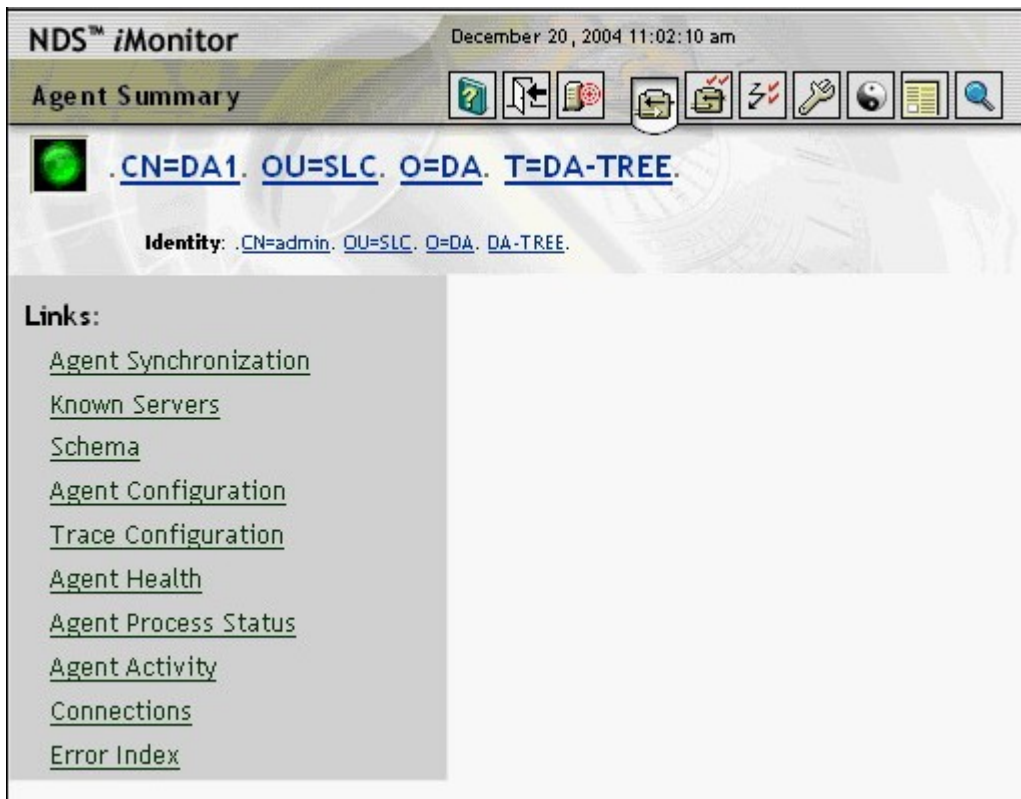 NDS™ iMonitor
December 20, 2004 11:02:10 am
Agent Summary
. CN=DA1. OU=SLC. O=DA. T=DA-TREE.
Identity: .CN=admin. OU=SLC. O=DA. DA-TREE.
Links:
Agent Synchronization
Known Servers
Schema
Agent Configuration
Trace Configuration
Agent Health
Agent Process Status
Agent Activity
Connections
Error Index